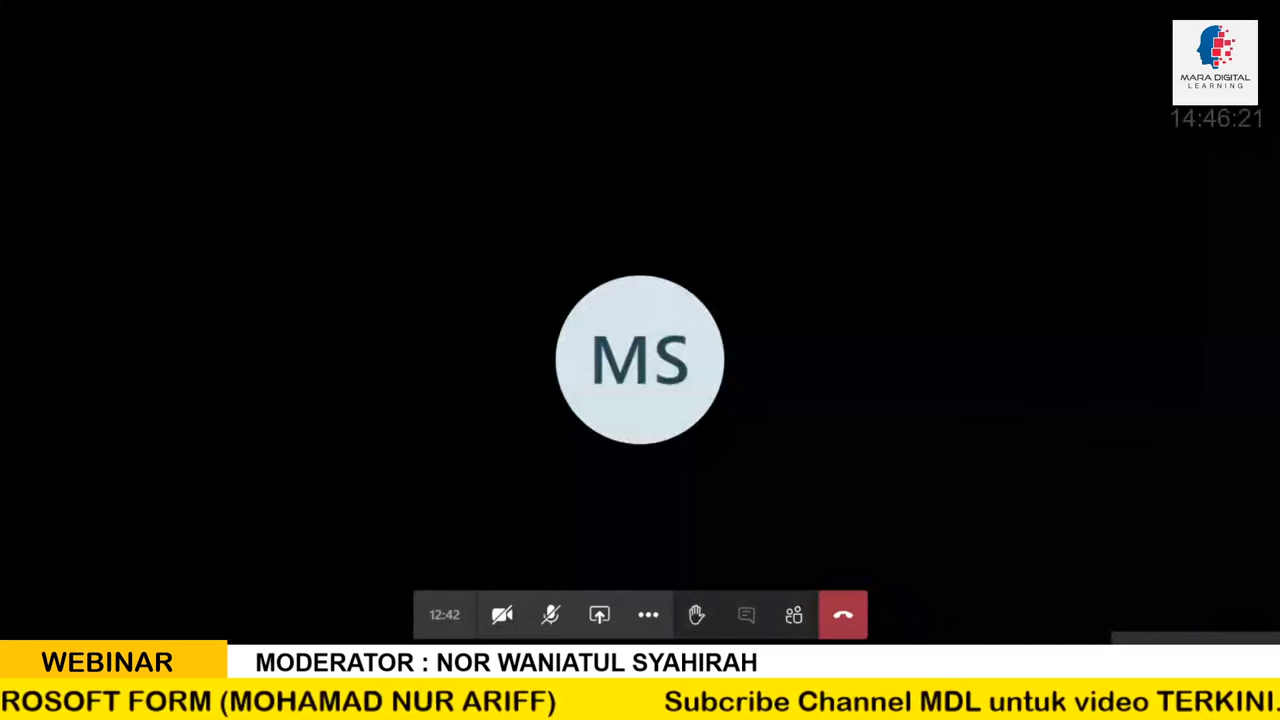 MARA DIGITAL
LEARNING
14:46:21
MS
12:42
WEBINAR
MODERATOR : NOR WANIATUL SYAHIRAH
ROSOFT FORM (MOHAMAD NUR ARIFF) Subcribe Channel MDL untuk video TERKINI.